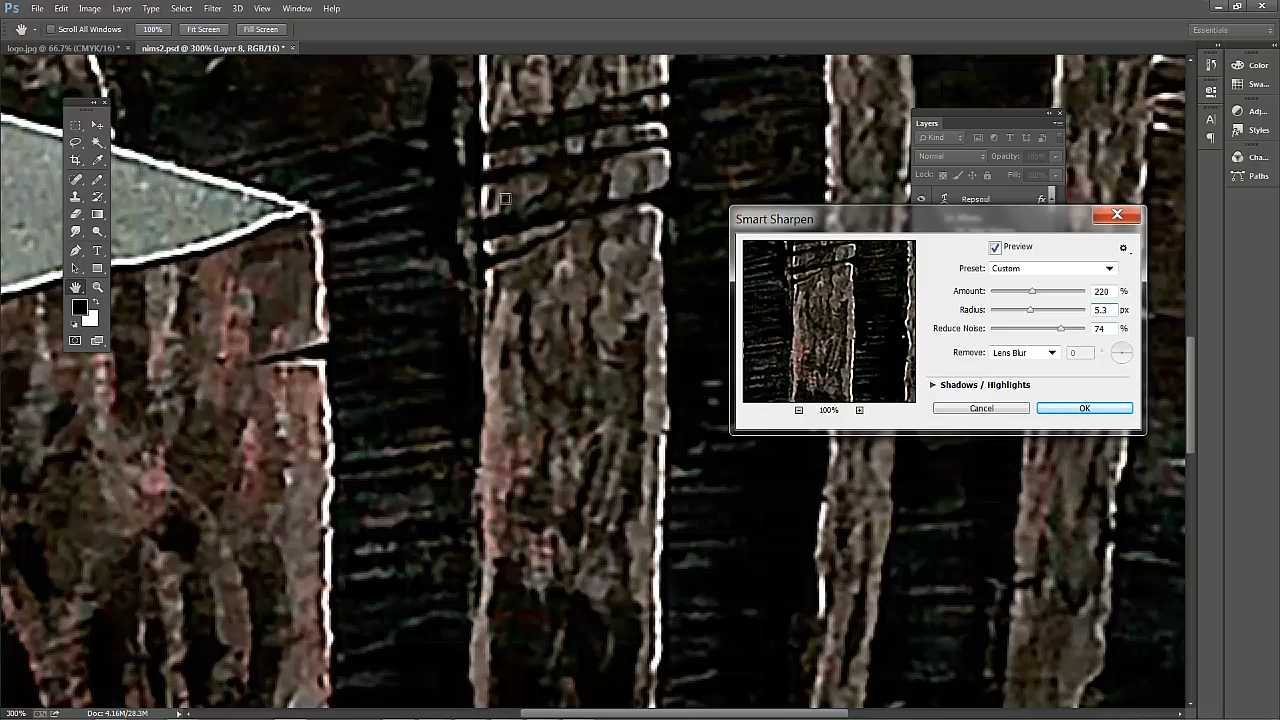 Ps File Edit Image Layer Type Select Filter 3D View Window Help
Scroll All Windows 100% Fit Screen Fill Screen Essentials
logo.jpg @ 66.7% (CMYK/16) * × nims2.psd @ 300% (Layer 8, RGB/16) * ×
Color
Swa...
Adj...
Styles
Cha...
Paths
Layers
Kind
Normal Opacity: 100%
Lock: Fill: 100%
Repsoul fx
Smart Sharpen
Preview
Preset: Custom
Amount: 220 %
Radius: 5.3 px
Reduce Noise: 74 %
Remove: Lens Blur 0 °
Shadows / Highlights
100% Cancel OK
300% Doc: 4.16M/28.3M